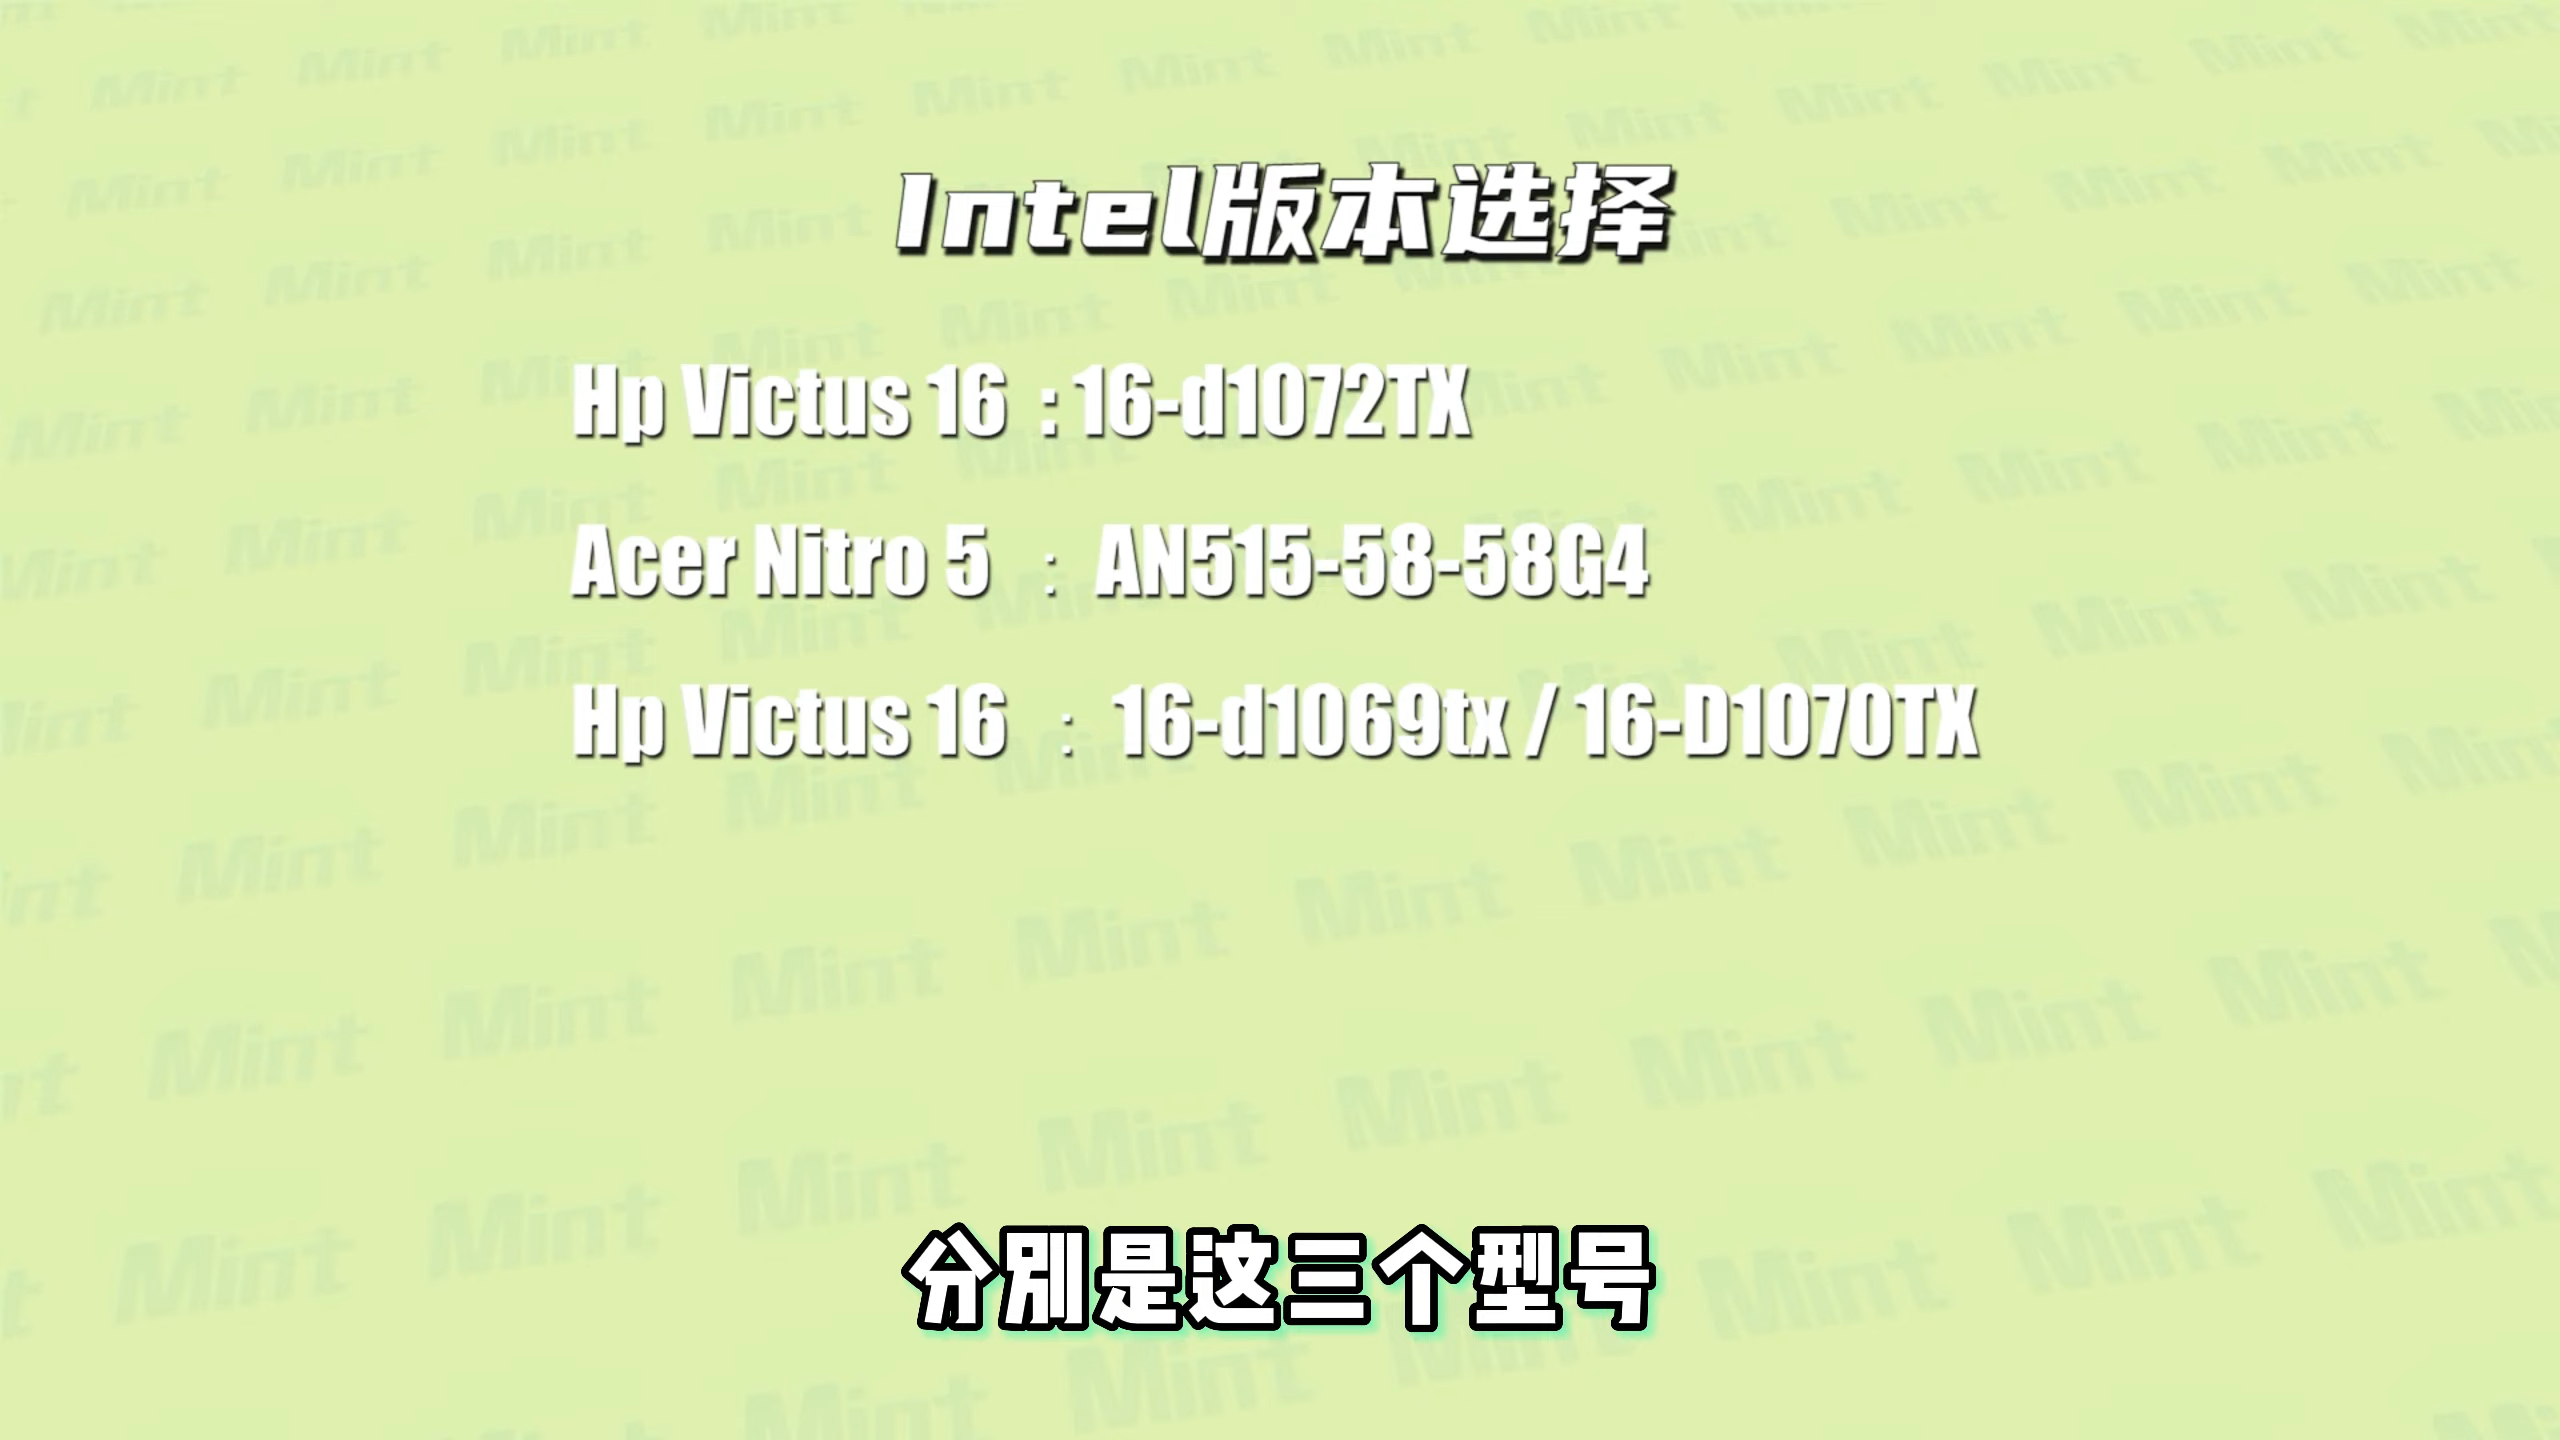 Intel版本选择
Hp Victus 16 : 16-d1072TX
Acer Nitro 5 : AN515-58-58G4
Hp Victus 16 : 16-d1069tx / 16-D1070TX
分别是这三个型号